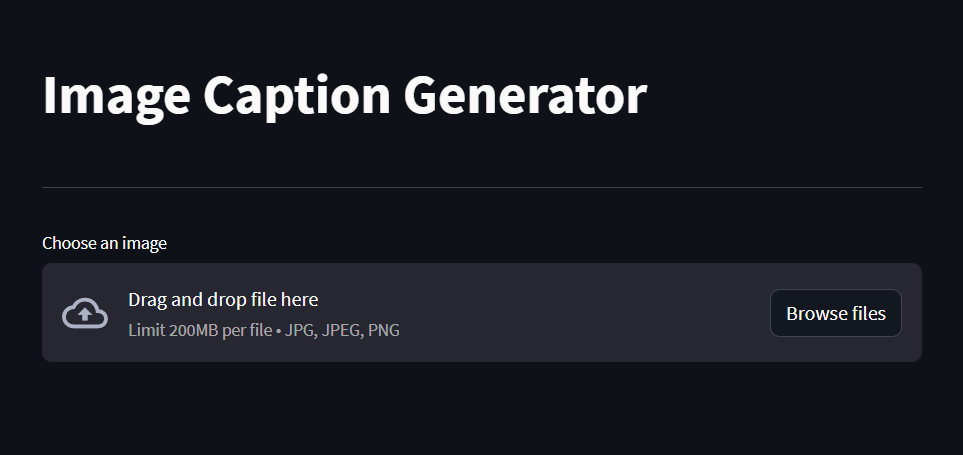 Image Caption Generator
Choose an image
Drag and drop file here
Limit 200MB per file • JPG, JPEG, PNG
Browse files